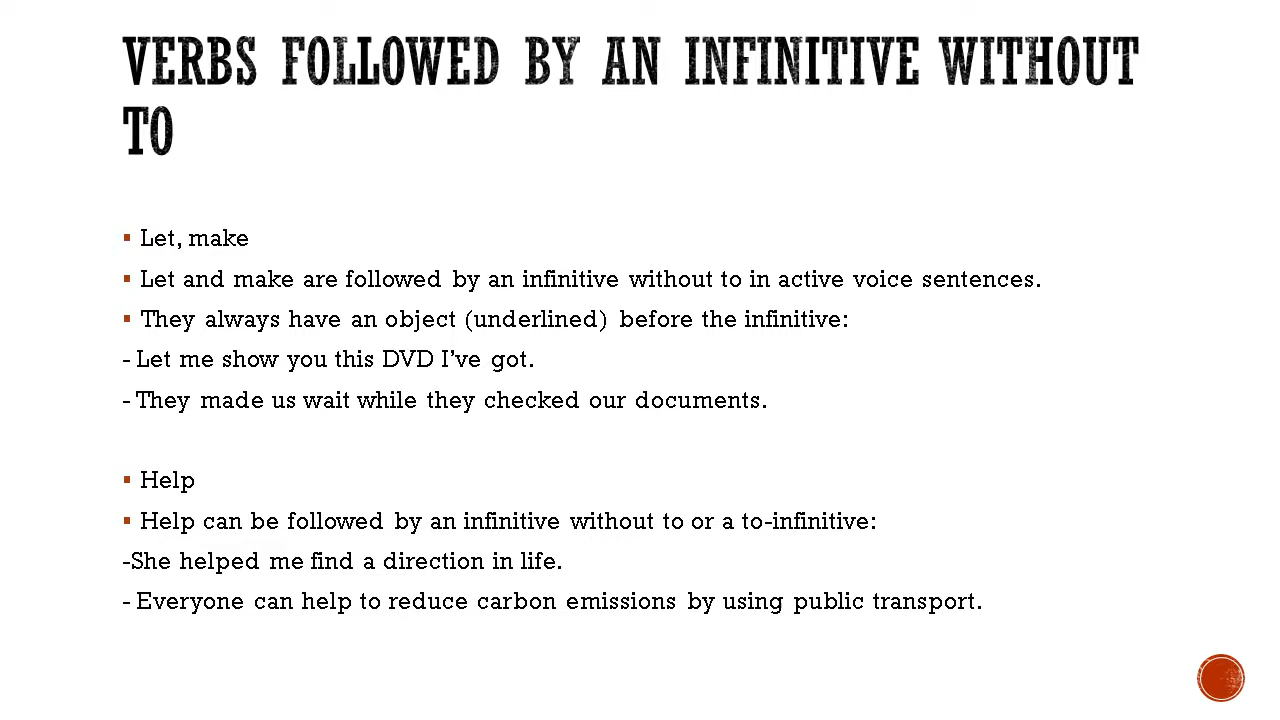 VERBS FOLLOWED BY AN INFINITIVE WITHOUT
TO
▪ Let, make
▪ Let and make are followed by an infinitive without to in active voice sentences.
▪ They always have an object (underlined) before the infinitive:
- Let me show you this DVD I’ve got.
- They made us wait while they checked our documents.
▪ Help
▪ Help can be followed by an infinitive without to or a to-infinitive:
-She helped me find a direction in life.
- Everyone can help to reduce carbon emissions by using public transport.